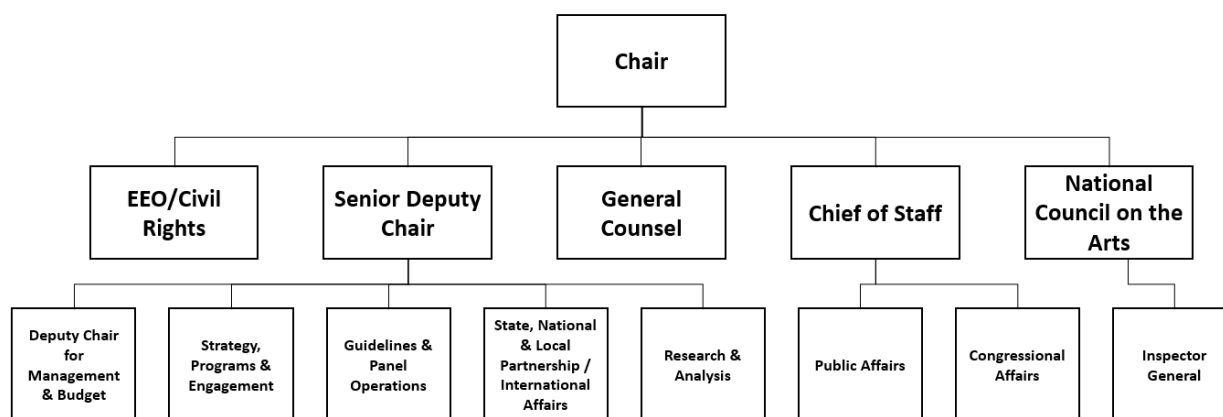 Chair
EEO/Civil
Rights
Senior Deputy
Chair
General
Counsel
Chief of Staff
National
Council on the
Arts
Deputy Chair
for
Management
& Budget
Strategy,
Programs &
Engagement
Guidelines &
Panel
Operations
State, National
& Local
Partnership /
International
Affairs
Research &
Analysis
Public Affairs
Congressional
Affairs
Inspector
General